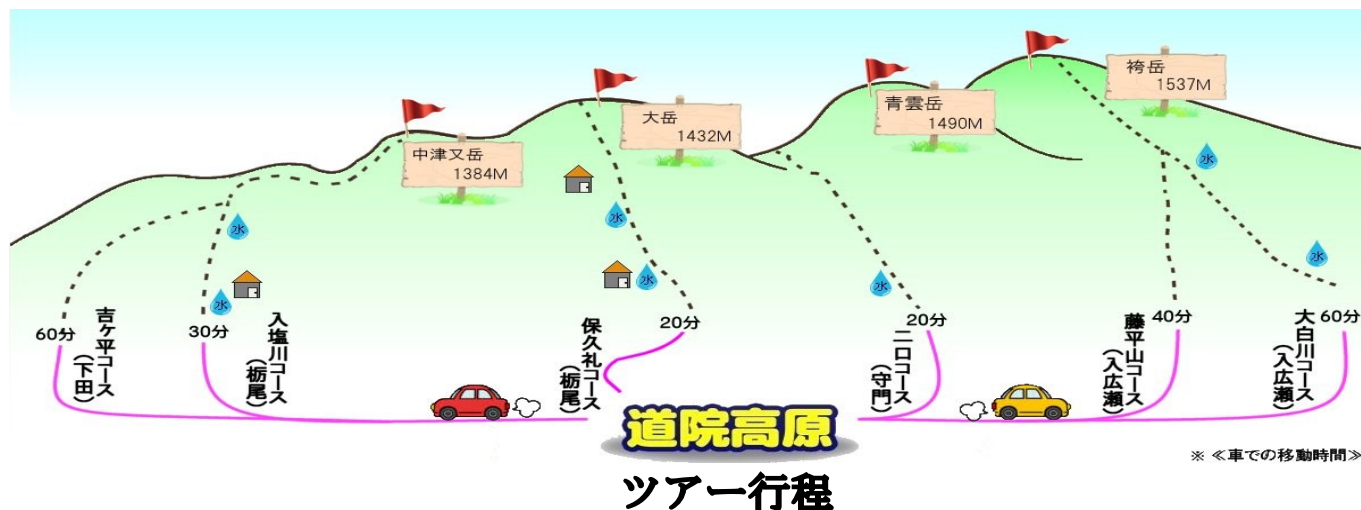 袴岳
1537M
青雲岳
1490M
大岳
1432M
中津又岳
1384M
水
水
水
水
水
水
水
60分
吉ケ平コース
(下田)
30分
入塩川コース
(栃尾)
保久礼コース
(栃尾)
20分
20分
二口コース
(守門)
藤平山コース
(入広瀬)
40分
大白川コース
(入広瀬)
60分
道院高原
※ ≪車での移動時間≫
ツアー行程